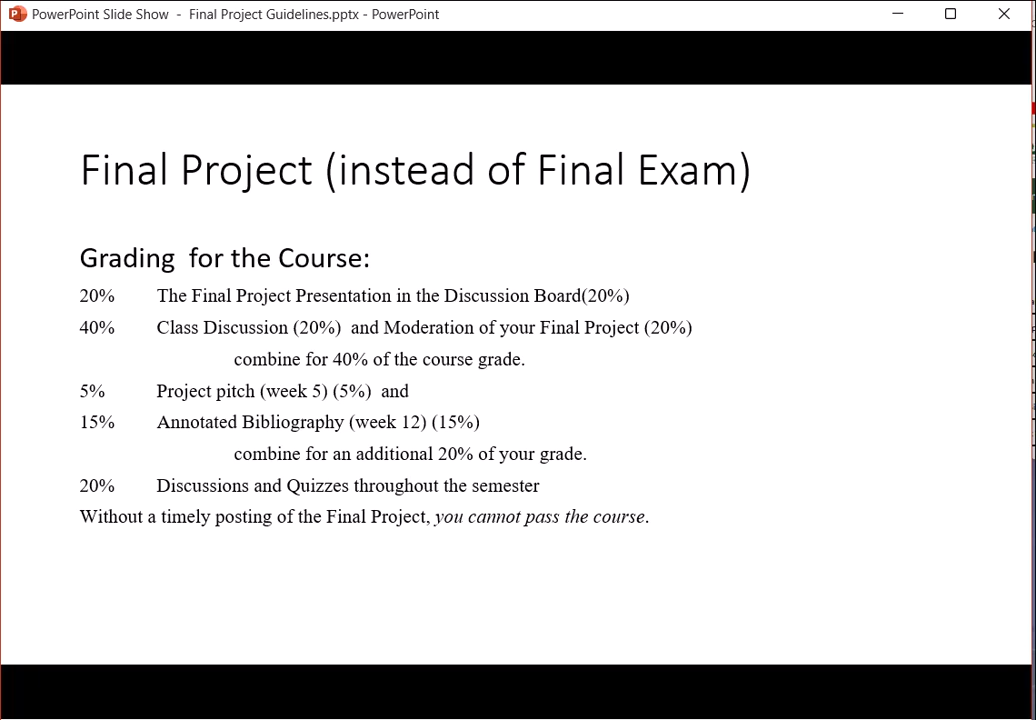 PowerPoint Slide Show - Final Project Guidelines.pptx - PowerPoint
Final Project (instead of Final Exam)
Grading for the Course:
20% The Final Project Presentation in the Discussion Board(20%)
40% Class Discussion (20%) and Moderation of your Final Project (20%)
combine for 40% of the course grade.
5% Project pitch (week 5) (5%) and
15% Annotated Bibliography (week 12) (15%)
combine for an additional 20% of your grade.
20% Discussions and Quizzes throughout the semester
Without a timely posting of the Final Project, you cannot pass the course.